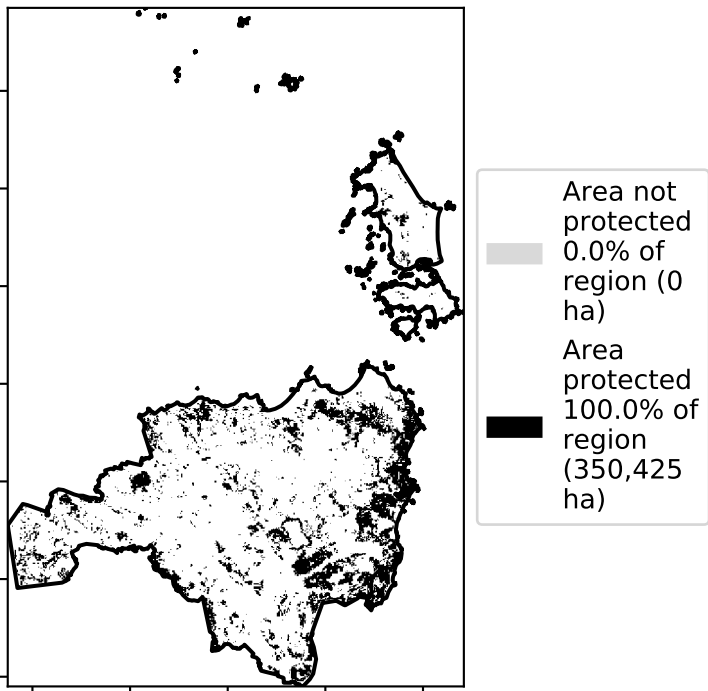 Area not
protected
0.0% of
region (0
ha)
Area
protected
100.0% of
region
(350,425
ha)